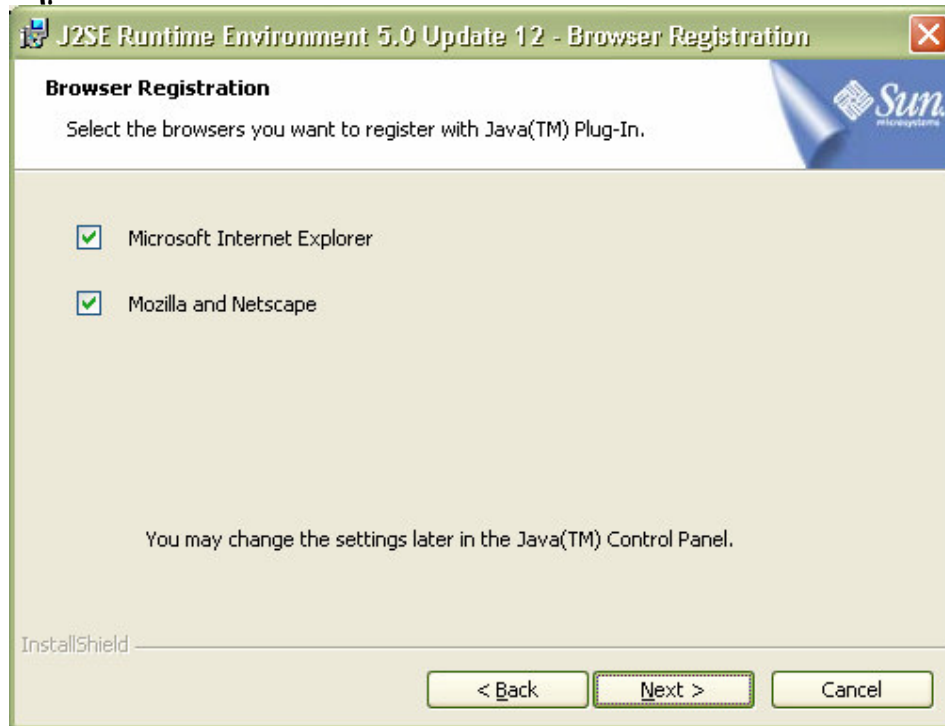 J2SE Runtime Environment 5.0 Update 12 - Browser Registration
Browser Registration
Select the browsers you want to register with Java(TM) Plug-In.
Sun
microsystems
Microsoft Internet Explorer
Mozilla and Netscape
You may change the settings later in the Java(TM) Control Panel.
InstallShield
< Back
Next >
Cancel